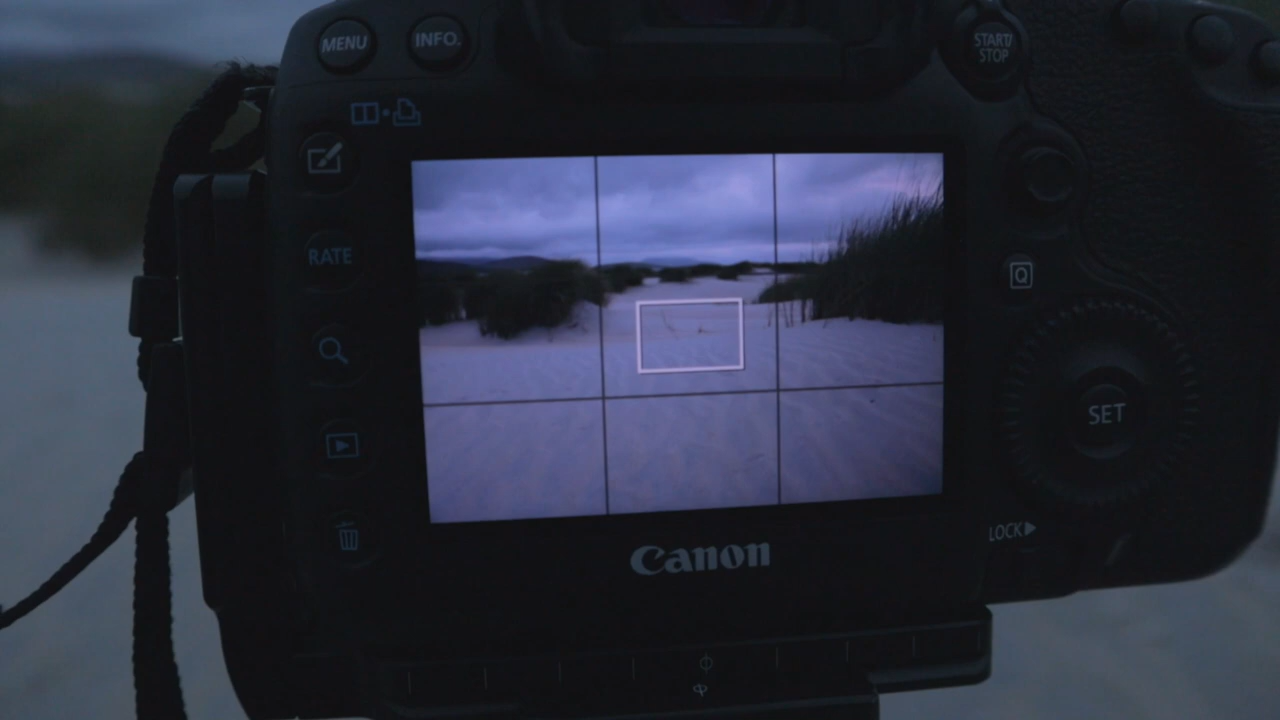 MENU
INFO.
START/
STOP
RATE
Q
SET
LOCK
Canon